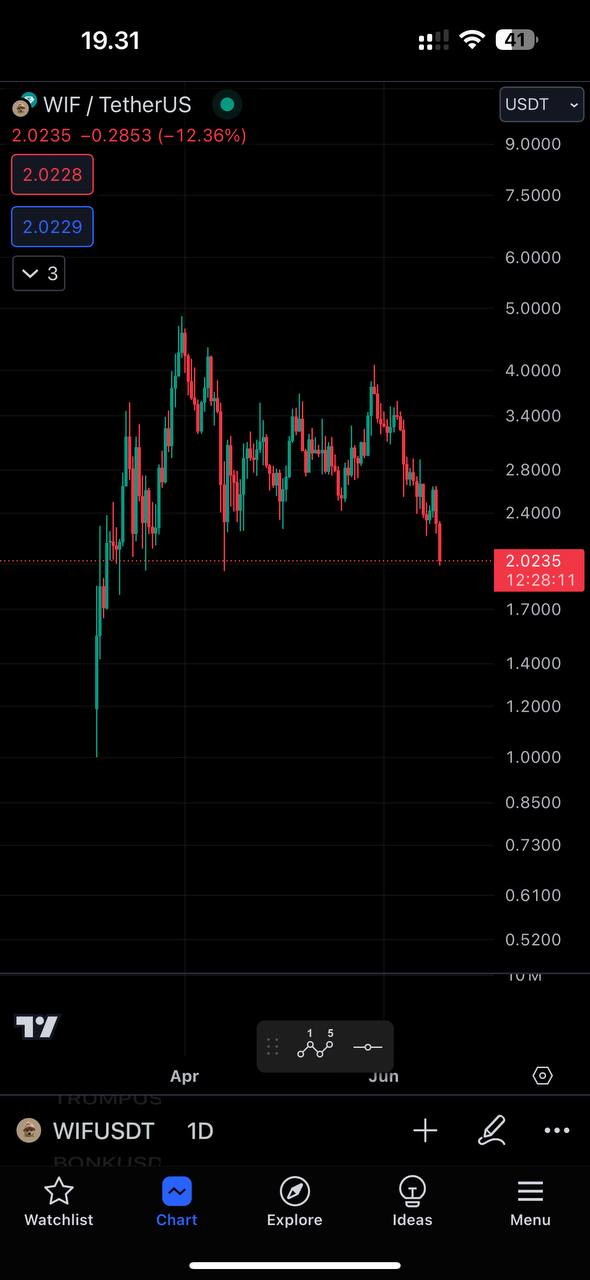 19.31
41
WIF / TetherUS
USDT
2.0235 −0.2853 (−12.36%)
2.0228
2.0229
3
9.0000
7.5000
6.0000
5.0000
4.0000
3.4000
2.8000
2.4000
2.0235
12:28:11
1.7000
1.4000
1.2000
1.0000
0.8500
0.7300
0.6100
0.5200
10 M
1 5
Apr
Jun
TRUMPUS
WIFUSDT 1D
BONKUSD
Watchlist
Chart
Explore
Ideas
Menu